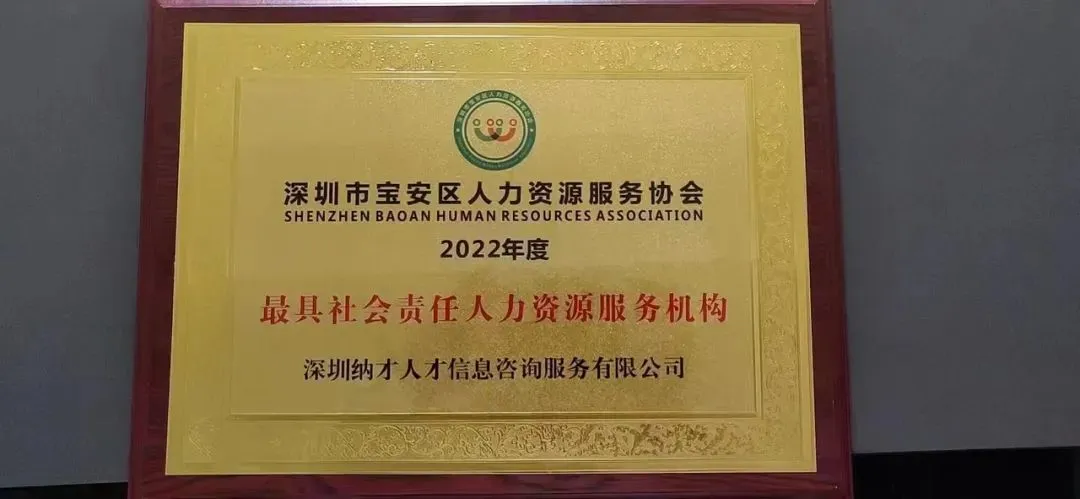 深圳市宝安区人力资源服务协会
SHENZHEN BAOAN HUMAN RESOURCES ASSOCIATION
2022年度
最具社会责任人力资源服务机构
深圳纳才人才信息咨询服务有限公司